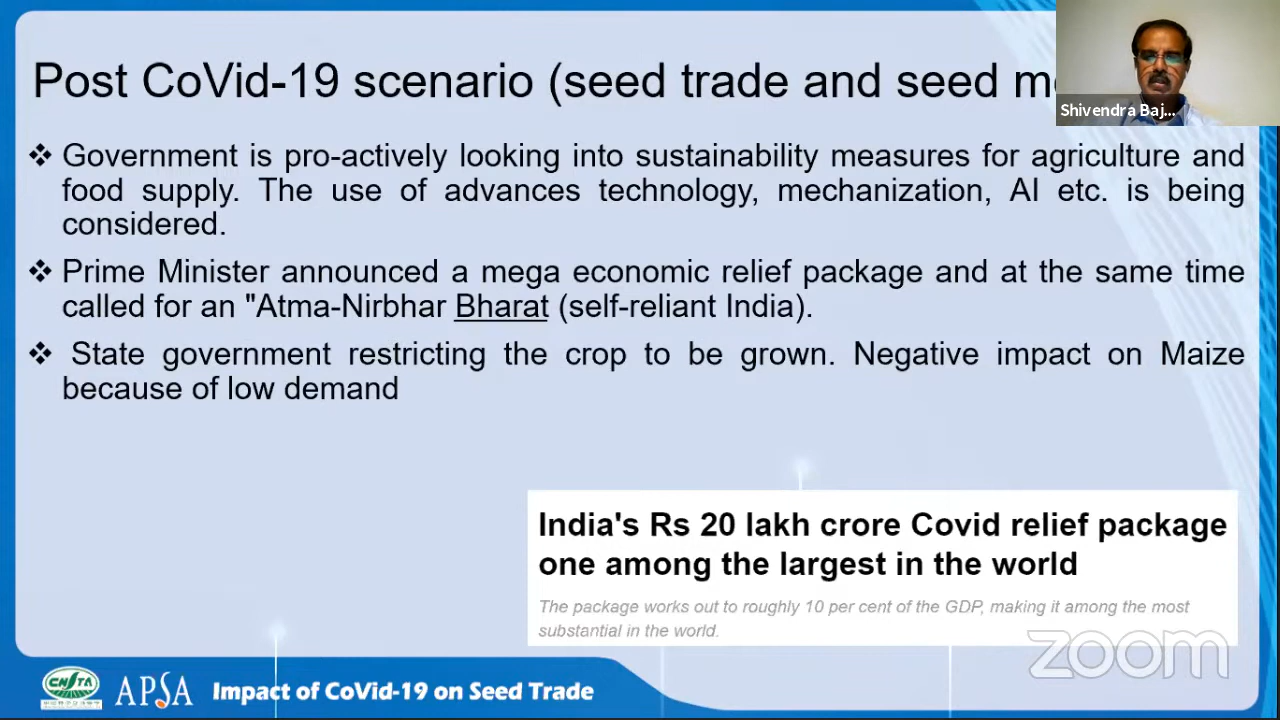 Post CoVid-19 scenario (seed trade and seed m
Shivendra Baj...
❖ Government is pro-actively looking into sustainability measures for agriculture and
food supply. The use of advances technology, mechanization, AI etc. is being
considered.
❖ Prime Minister announced a mega economic relief package and at the same time
called for an "Atma-Nirbhar Bharat (self-reliant India).
❖ State government restricting the crop to be grown. Negative impact on Maize
because of low demand
India's Rs 20 lakh crore Covid relief package
one among the largest in the world
The package works out to roughly 10 per cent of the GDP, making it among the most
substantial in the world.
zoom
CNSTA
APSA
Impact of CoVid-19 on Seed Trade